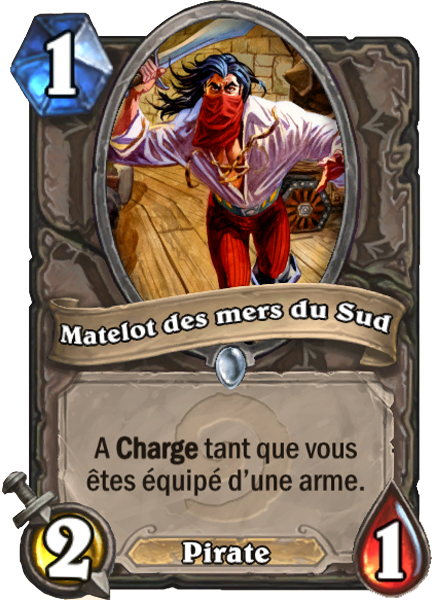 1
Matelot des mers du Sud
A Charge tant que vous
êtes équipé d'une arme.
2
Pirate
1